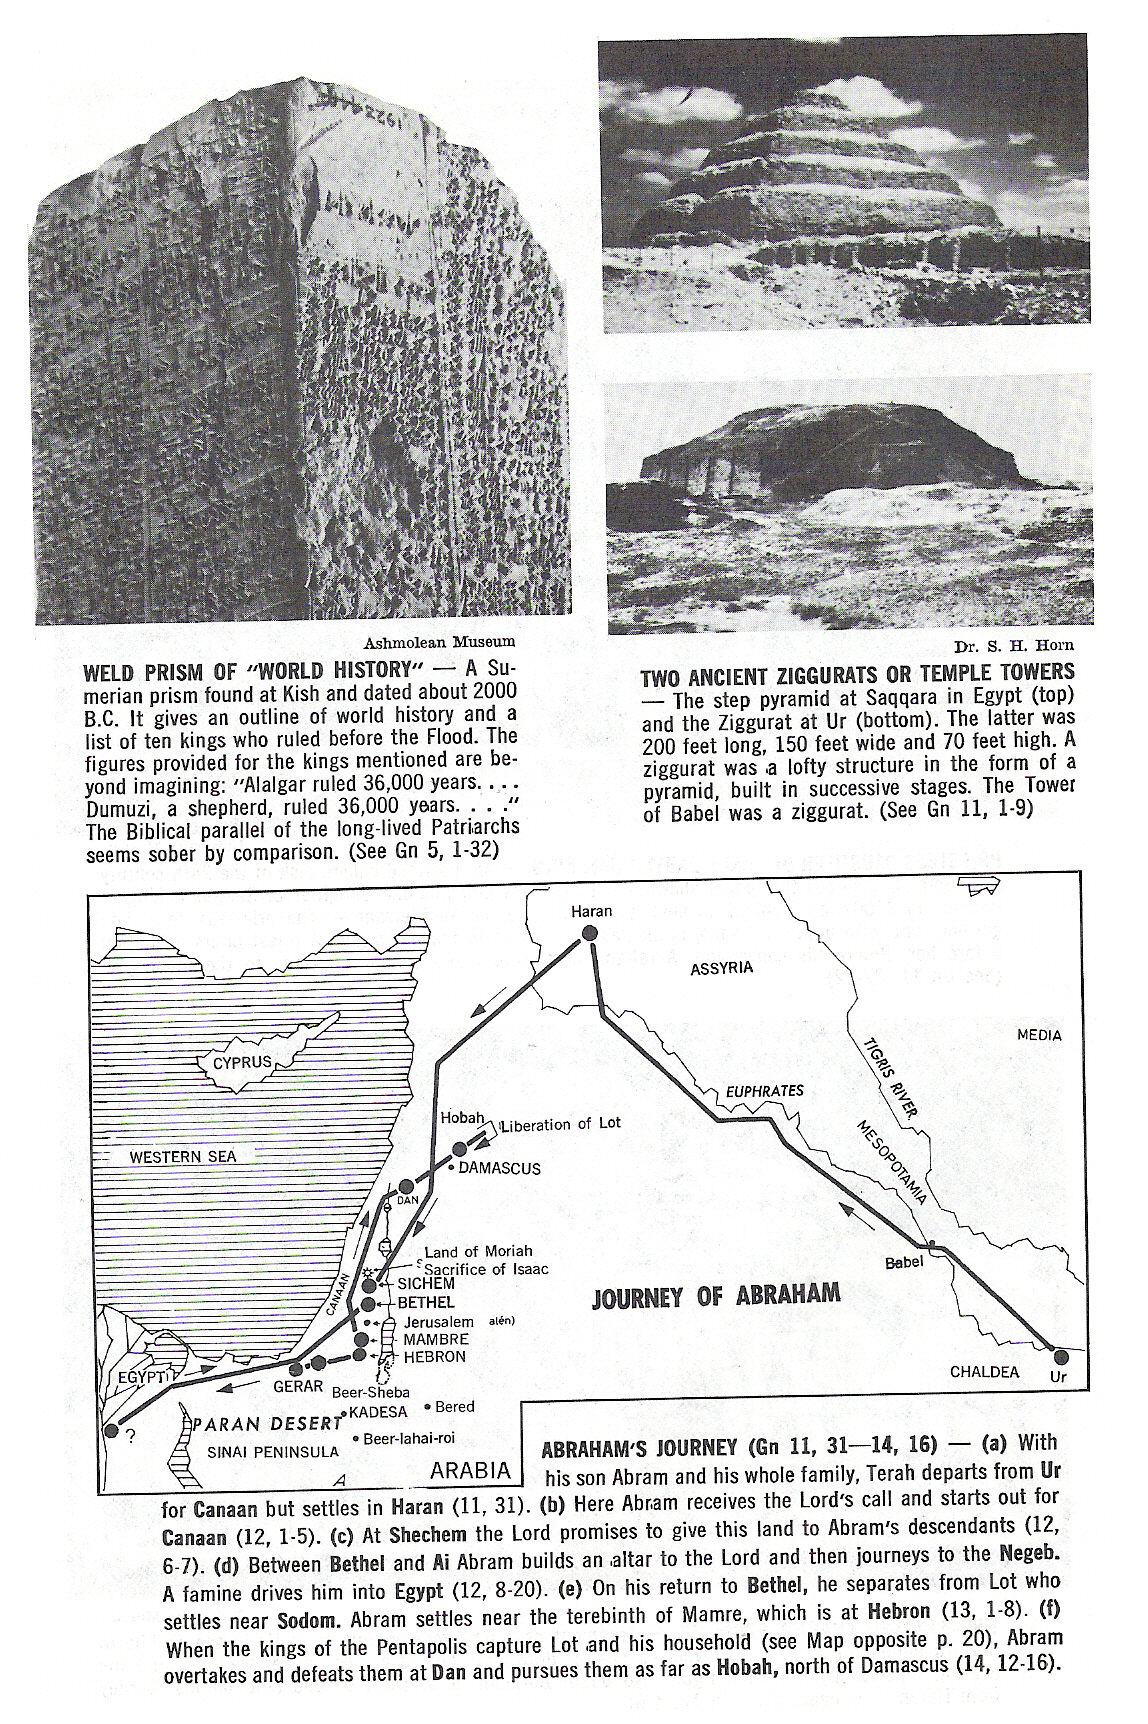 1923
Ashmolean Museum
WELD PRISM OF "WORLD HISTORY" — A Su-
merian prism found at Kish and dated about 2000
B.C. It gives an outline of world history and a
list of ten kings who ruled before the Flood. The
figures provided for the kings mentioned are be-
yond imagining: "Alalgar ruled 36,000 years. . . .
Dumuzi, a shepherd, ruled 36,000 years. . . ."
The Biblical parallel of the long-lived Patriarchs
seems sober by comparison. (See Gn 5, 1-32)
Dr. S. H. Horn
TWO ANCIENT ZIGGURATS OR TEMPLE TOWERS
— The step pyramid at Saqqara in Egypt (top)
and the Ziggurat at Ur (bottom). The latter was
200 feet long, 150 feet wide and 70 feet high. A
ziggurat was a lofty structure in the form of a
pyramid, built in successive stages. The Tower
of Babel was a ziggurat. (See Gn 11, 1-9)
Haran
ASSYRIA
MEDIA
CYPRUS
TIGRIS RIVER
EUPHRATES
Hobah
Liberation of Lot
WESTERN SEA
MESOPOTAMIA
DAMASCUS
DAN
Land of Moriah
Sacrifice of Isaac
Babel
CANAAN
SICHEM
JOURNEY OF ABRAHAM
BETHEL
Jerusalem alén)
MAMBRE
HEBRON
EGYPT
GERAR
Beer-Sheba
CHALDEA
Ur
KADESA
Bered
?
PARAN DESERT
Beer-lahai-roi
SINAI PENINSULA
A
ARABIA
ABRAHAM'S JOURNEY (Gn 11, 31—14, 16) — (a) With
his son Abram and his whole family, Terah departs from Ur
for Canaan but settles in Haran (11, 31). (b) Here Abram receives the Lord's call and starts out for
Canaan (12, 1-5). (c) At Shechem the Lord promises to give this land to Abram's descendants (12,
6-7). (d) Between Bethel and Ai Abram builds an altar to the Lord and then journeys to the Negeb.
A famine drives him into Egypt (12, 8-20). (e) On his return to Bethel, he separates from Lot who
settles near Sodom. Abram settles near the terebinth of Mamre, which is at Hebron (13, 1-8). (f)
When the kings of the Pentapolis capture Lot and his household (see Map opposite p. 20), Abram
overtakes and defeats them at Dan and pursues them as far as Hobah, north of Damascus (14, 12-16).